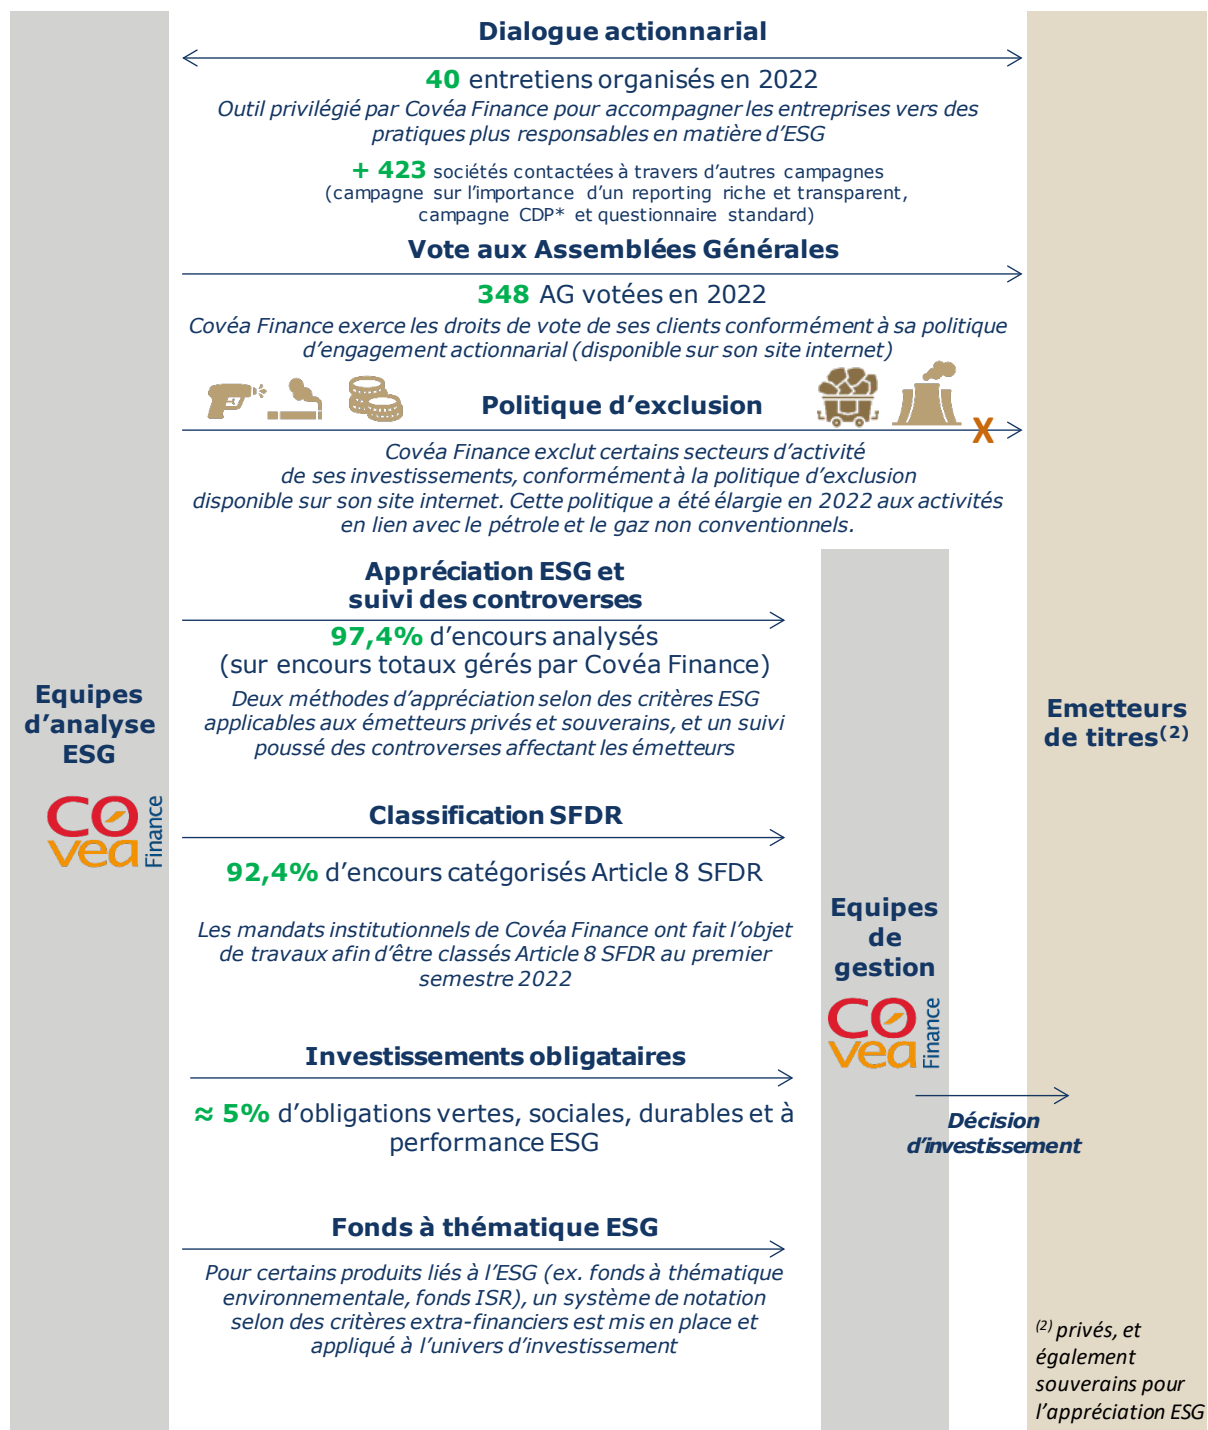 Dialogue actionnarial
40 entretiens organisés en 2022
Outil privilégié par Covéa Finance pour accompagner les entreprises vers des
pratiques plus responsables en matière d’ESG
+ 423 sociétés contactées à travers d’autres campagnes
(campagne sur l’importance d’un reporting riche et transparent,
campagne CDP* et questionnaire standard)
Vote aux Assemblées Générales
348 AG votées en 2022
Covéa Finance exerce les droits de vote de ses clients conformément à sa politique
d’engagement actionnarial (disponible sur son site internet)
Politique d’exclusion
X
Covéa Finance exclut certains secteurs d’activité
de ses investissements, conformément à la politique d’exclusion
disponible sur son site internet. Cette politique a été élargie en 2022 aux activités
en lien avec le pétrole et le gaz non conventionnels.
Appréciation ESG et
suivi des controverses
97,4% d’encours analysés
(sur encours totaux gérés par Covéa Finance)
Deux méthodes d’appréciation selon des critères ESG
applicables aux émetteurs privés et souverains, et un suivi
poussé des controverses affectant les émetteurs
Equipes
d’analyse
ESG
COvéa
Finance
Emetteurs
de titres(2)
Classification SFDR
92,4% d’encours catégorisés Article 8 SFDR
Les mandats institutionnels de Covéa Finance ont fait l’objet
de travaux afin d’être classés Article 8 SFDR au premier
semestre 2022
Equipes
de
gestion
COvéa
Finance
Investissements obligataires
≈ 5% d’obligations vertes, sociales, durables et à
performance ESG
Décision
d’investissement
Fonds à thématique ESG
Pour certains produits liés à l’ESG (ex. fonds à thématique
environnementale, fonds ISR), un système de notation
selon des critères extra-financiers est mis en place et
appliqué à l’univers d’investissement
(2) privés, et
également
souverains pour
l’appréciation ESG